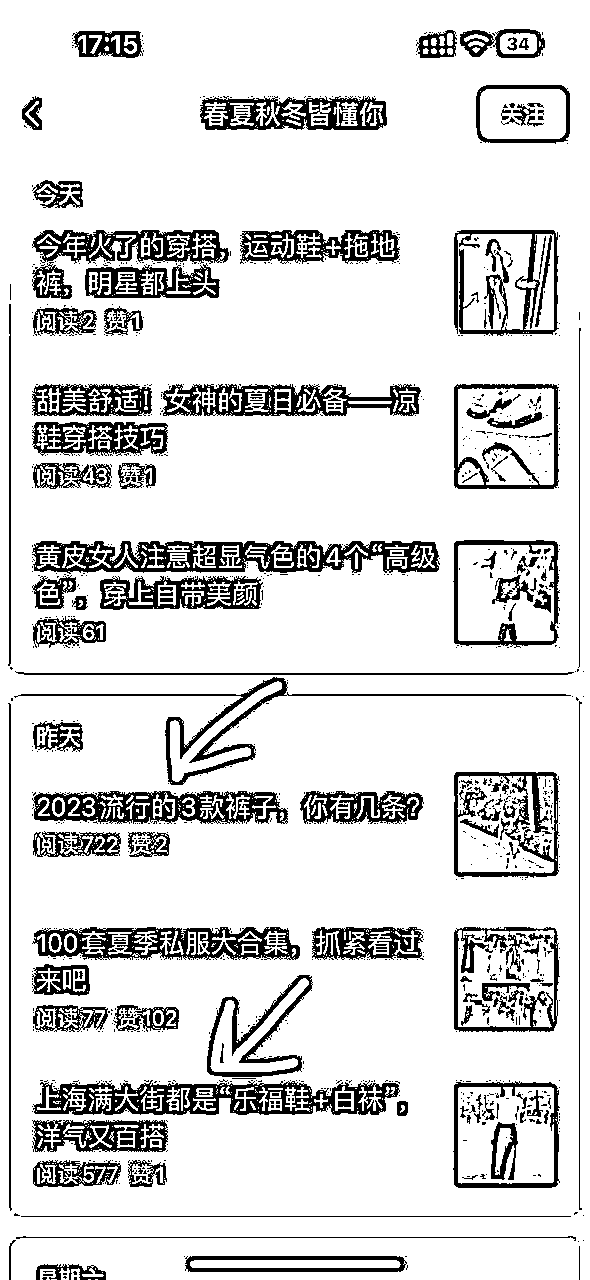 17:15
34
春夏秋冬皆懂你
关注
今天
今年火了的穿搭，运动鞋+拖地
裤，明星都上头
阅读2 赞1
甜美舒适！女神的夏日必备——凉
鞋穿搭技巧
阅读43 赞1
黄皮女人注意超显气色的4个“高级
色”，穿上自带美颜
阅读61
昨天
2023流行的3款裤子，你有几条?
阅读722 赞2
100套夏季私服大合集，抓紧看过
来吧
阅读77 赞102
上海满大街都是“乐福鞋+白袜”，
洋气又百搭
阅读577 赞1
星期六